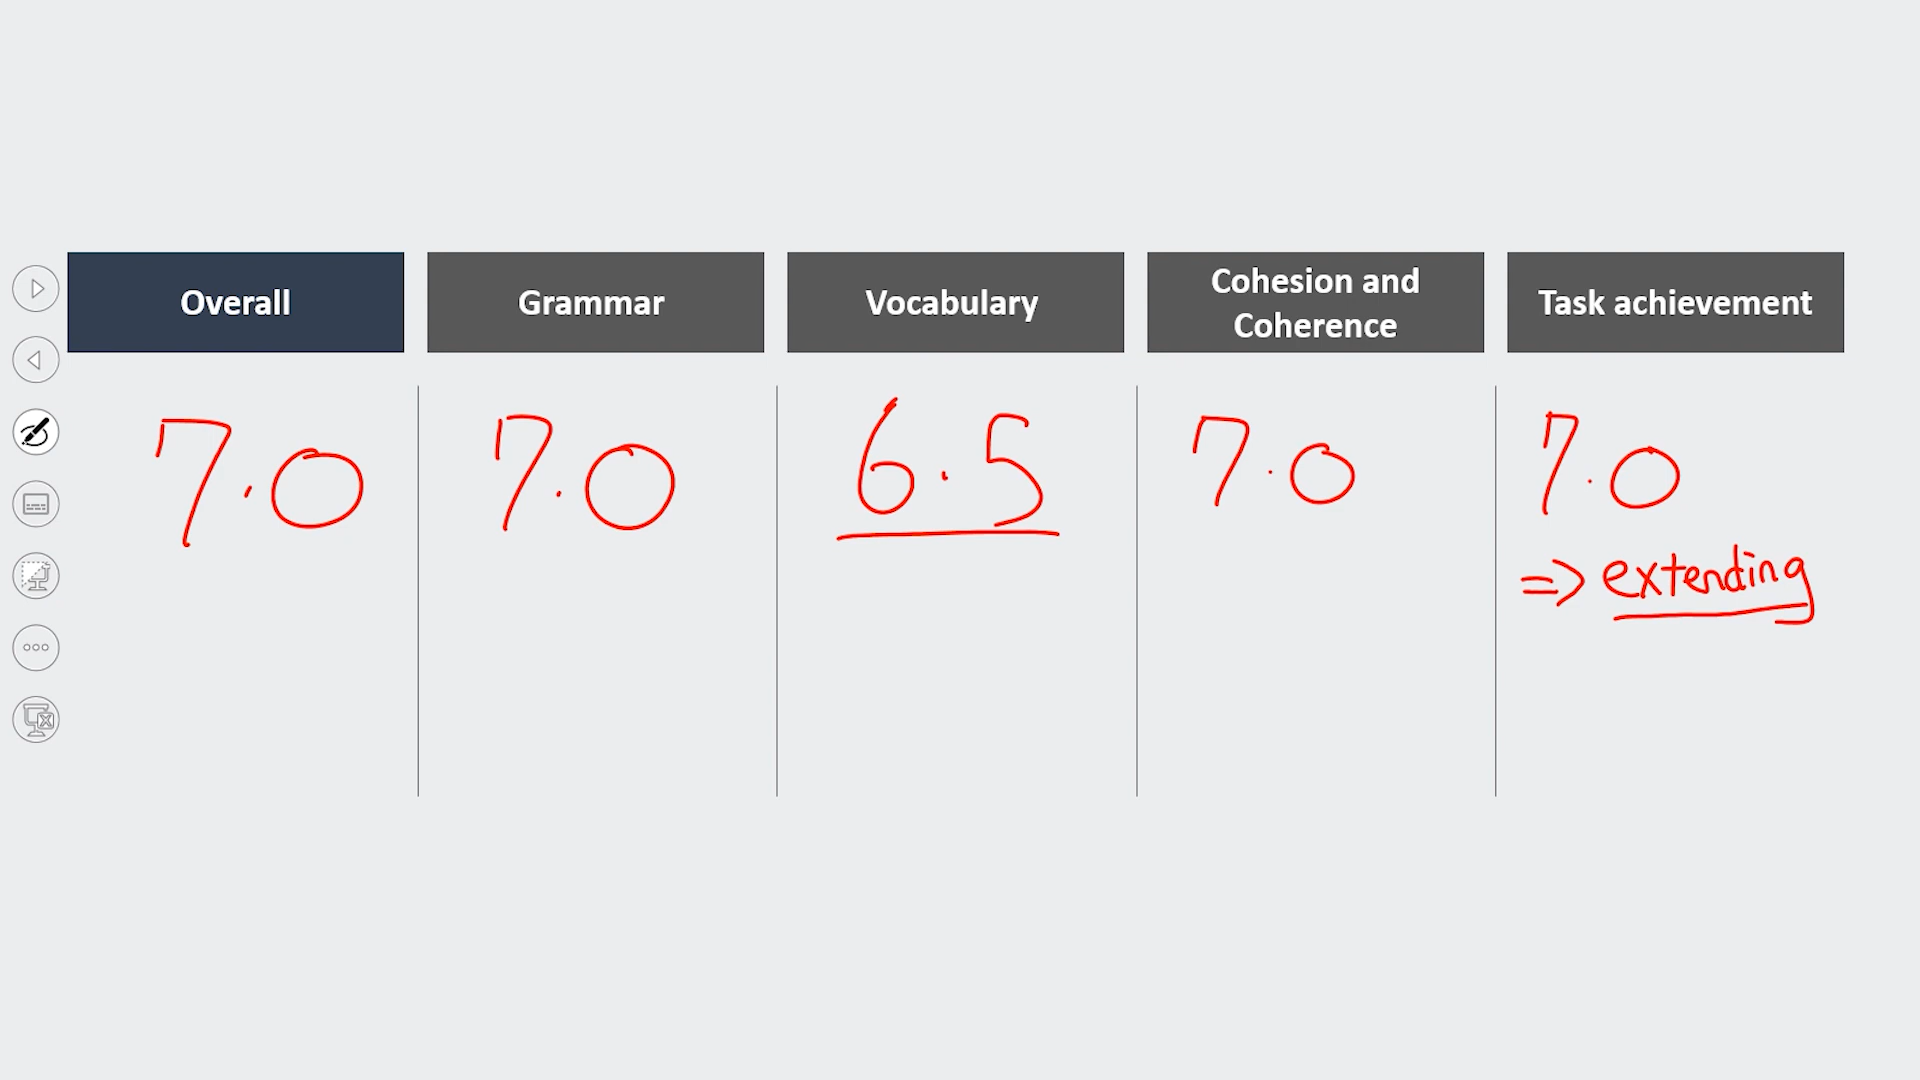 Overall
Grammar
Vocabulary
Cohesion and
Coherence
Task achievement
7.0
7.0
6.5
7.0
7.0
=> extending